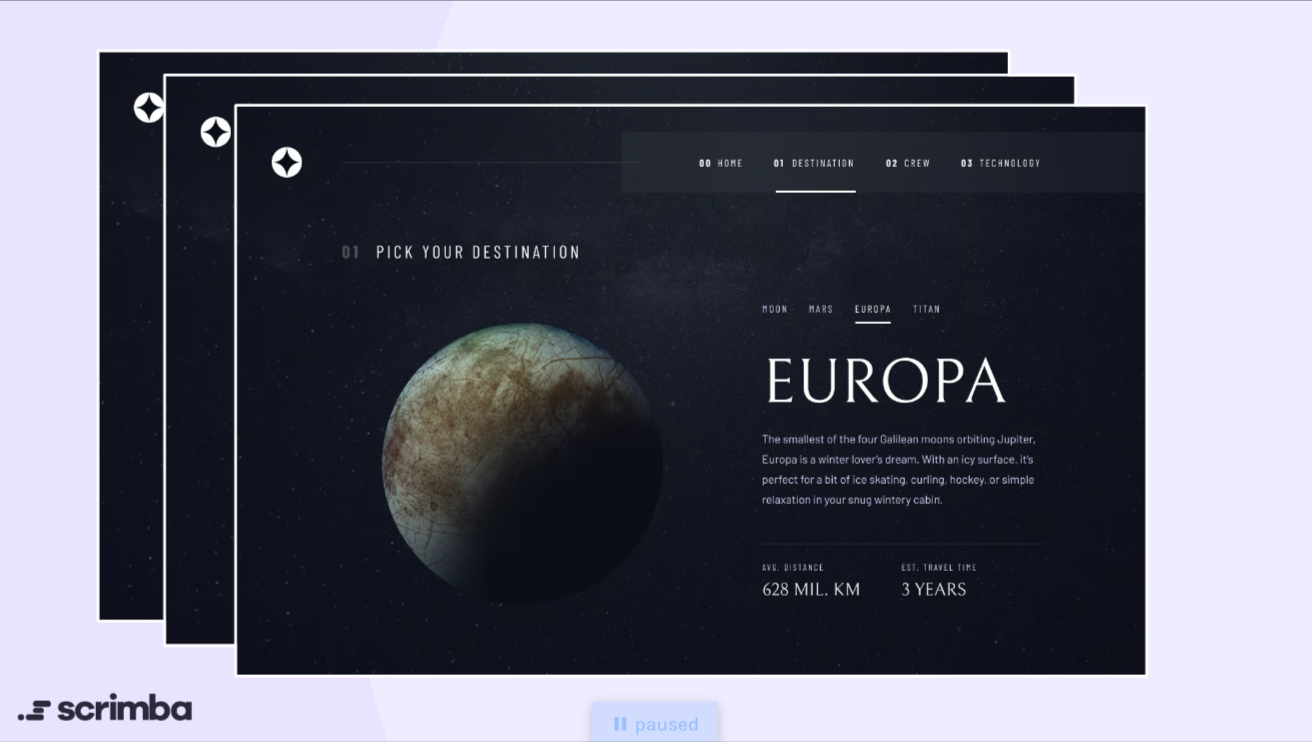 00 HOME 01 DESTINATION 02 CREW 03 TECHNOLOGY
01 PICK YOUR DESTINATION
MOON MARS EUROPA TITAN
EUROPA
The smallest of the four Galilean moons orbiting Jupiter,
Europa is a winter lover's dream. With an icy surface, it's
perfect for a bit of ice skating, curling, hockey, or simple
relaxation in your snug wintery cabin.
AVG. DISTANCE EST. TRAVEL TIME
628 MIL. KM 3 YEARS
scrimba
paused